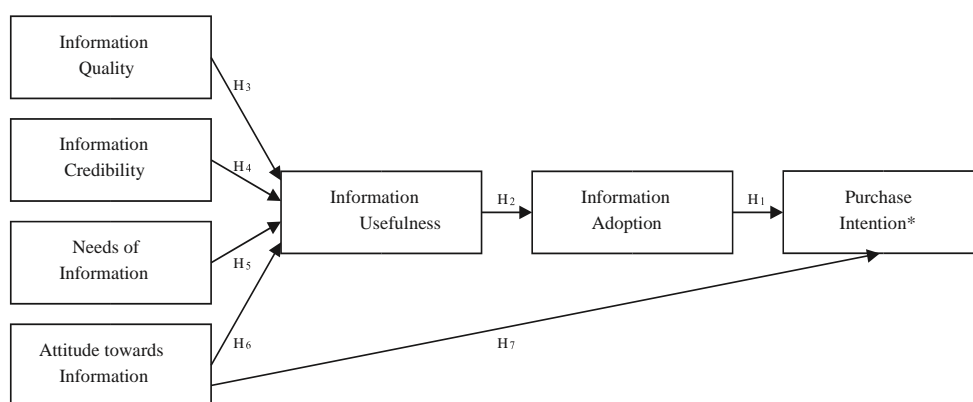 Information
Quality
H3
Information
Credibility
H4
Information
Usefulness
H2
Information
Adoption
H1
Purchase
Intention*
Needs of
Information
H5
Attitude towards
Information
H6
H7